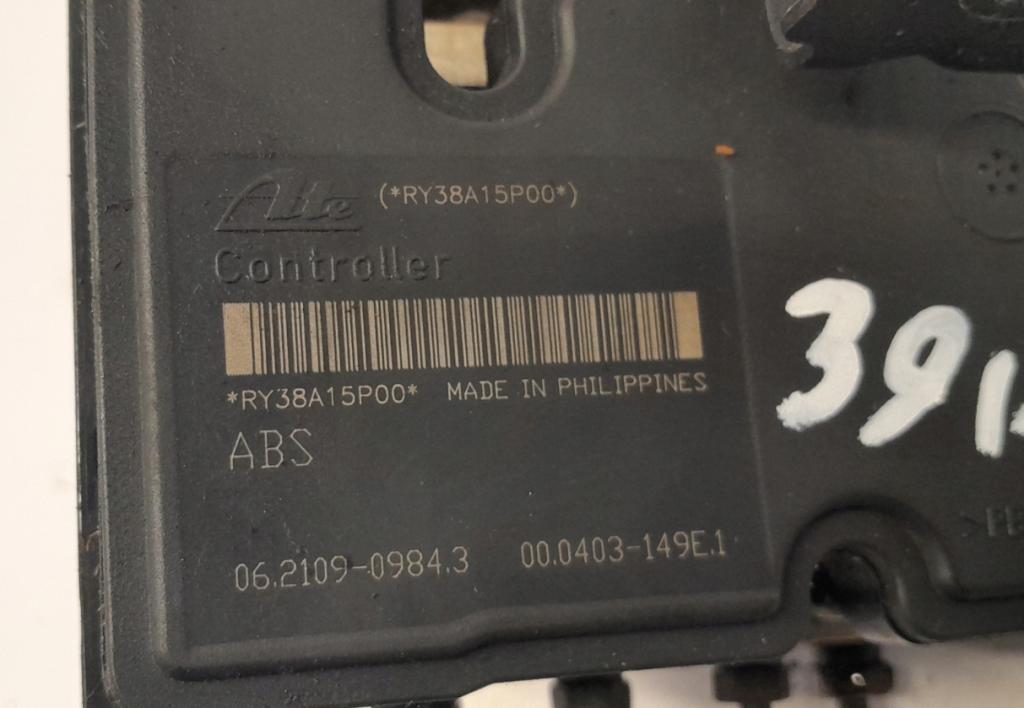 Ate (*RY38A15P00*)
Controller
*RY38A15P00* MADE IN PHILIPPINES
ABS
06.2109-0984.3 00.0403-149E.1
39